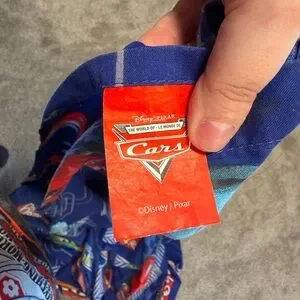 Disney·PIXAR
THE WORLD OF · LE MONDE DE
Cars
©Disney / Pixar